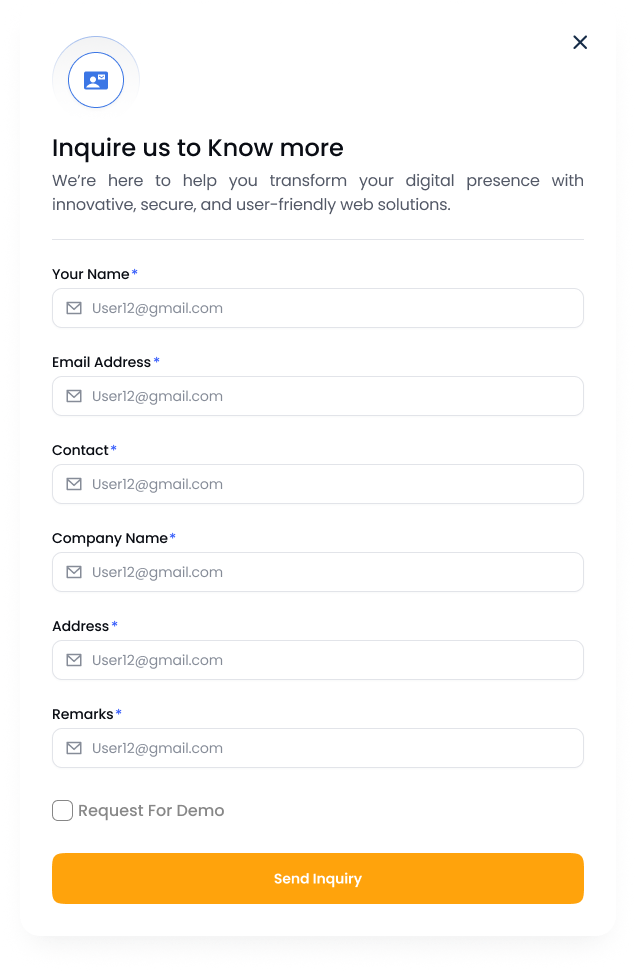 Inquire us to Know more
We’re here to help you transform your digital presence with
innovative, secure, and user-friendly web solutions.
Your Name*
User12@gmail.com
Email Address*
User12@gmail.com
Contact*
User12@gmail.com
Company Name*
User12@gmail.com
Address*
User12@gmail.com
Remarks*
User12@gmail.com
Request For Demo
Send Inquiry